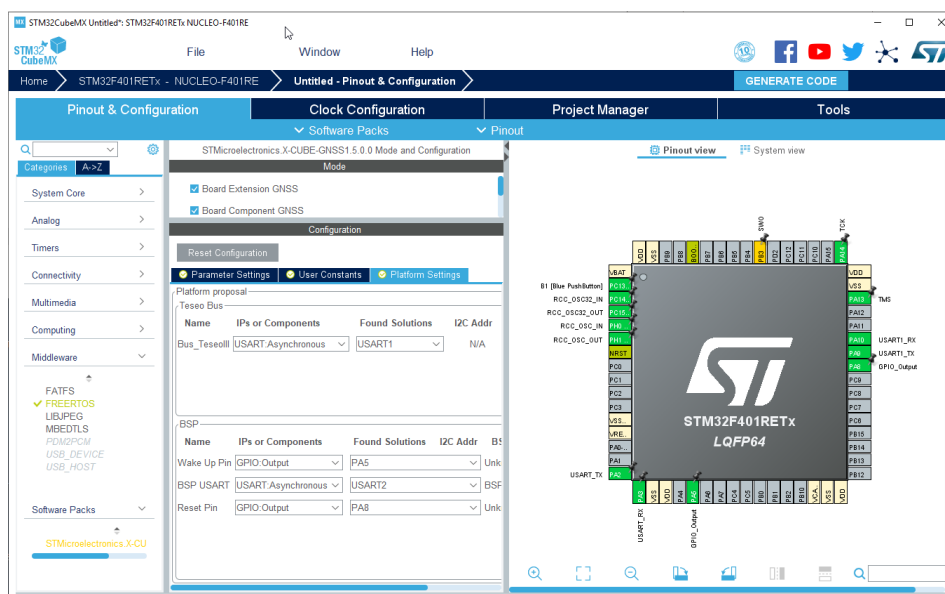 MX STM32CubeMX Untitled*: STM32F401RETx NUCLEO-F401RE
STM32 CubeMX File Window Help
Home STM32F401RETx - NUCLEO-F401RE Untitled - Pinout & Configuration GENERATE CODE
Pinout & Configuration Clock Configuration Project Manager Tools
Software Packs Pinout
STMicroelectronics.X-CUBE-GNSS1.5.0.0 Mode and Configuration
Categories A->Z
System Core
Analog
Timers
Connectivity
Multimedia
Computing
Middleware
FATFS
FREERTOS
LIBJPEG
MBEDTLS
PDM2PCM
USB_DEVICE
USB_HOST
Software Packs
STMicroelectronics.X-CU
Mode
Board Extension GNSS
Board Component GNSS
Configuration
Reset Configuration
Parameter Settings User Constants Platform Settings
Platform proposal
Teseo Bus
Name IPs or Components Found Solutions I2C Addr
Bus_TeseoIII USART:Asynchronous USART1 N/A
BSP
Name IPs or Components Found Solutions I2C Addr BS
Wake Up Pin GPIO:Output PA5 Unk
BSP USART USART:Asynchronous USART2 BSF
Reset Pin GPIO:Output PA8 Unk
Pinout view System view
SWO
TCK
VDD
VSS
PB9
PB8
BOO..
PB7
PB6
PB5
PB4
PB3
PD2
PC12
PC11
PC10
PA15
PA14
VBAT
B1 [Blue PushButton] PC13..
RCC_OSC32_IN PC14..
RCC_OSC32_OUT PC15..
RCC_OSC_IN PH0 ..
RCC_OSC_OUT PH1 ..
NRST
PC0
PC1
PC2
PC3
VSS..
VRE..
PA0-..
PA1
USART_TX PA2
STM32F401RETx
LQFP64
VDD
VSS
PA13 TMS
PA12
PA11
PA10 USART1_RX
PA9 USART1_TX
PA8 GPIO_Output
PC9
PC8
PC7
PC6
PB15
PB14
PB13
PB12
PA3
VSS
VDD
PA4
PA5
PA6
PA7
PC4
PC5
PB0
PB1
PB2
PB10
VCA..
VSS
VDD
USART_RX
GPIO_Output